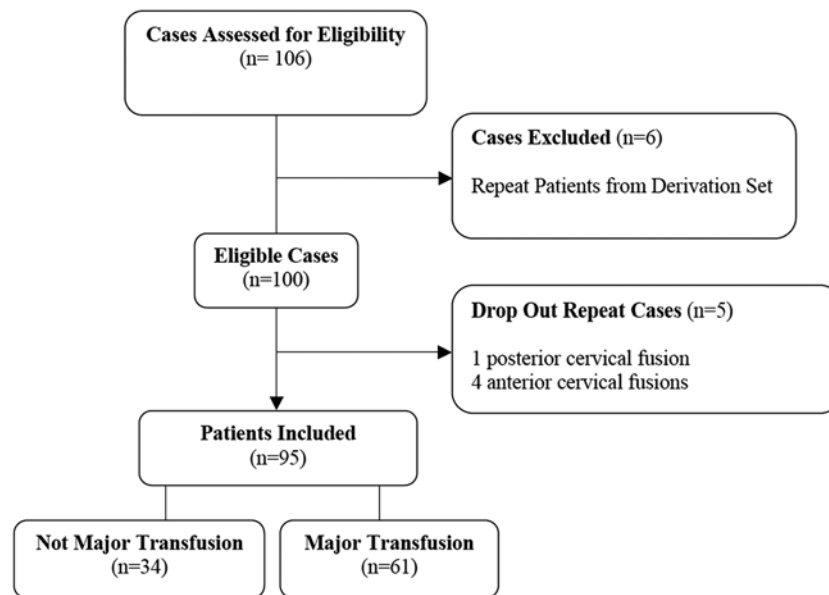 Cases Assessed for Eligibility
(n= 106)
Cases Excluded (n=6)
Repeat Patients from Derivation Set
Eligible Cases
(n=100)
Drop Out Repeat Cases (n=5)
1 posterior cervical fusion
4 anterior cervical fusions
Patients Included
(n=95)
Not Major Transfusion
(n=34)
Major Transfusion
(n=61)